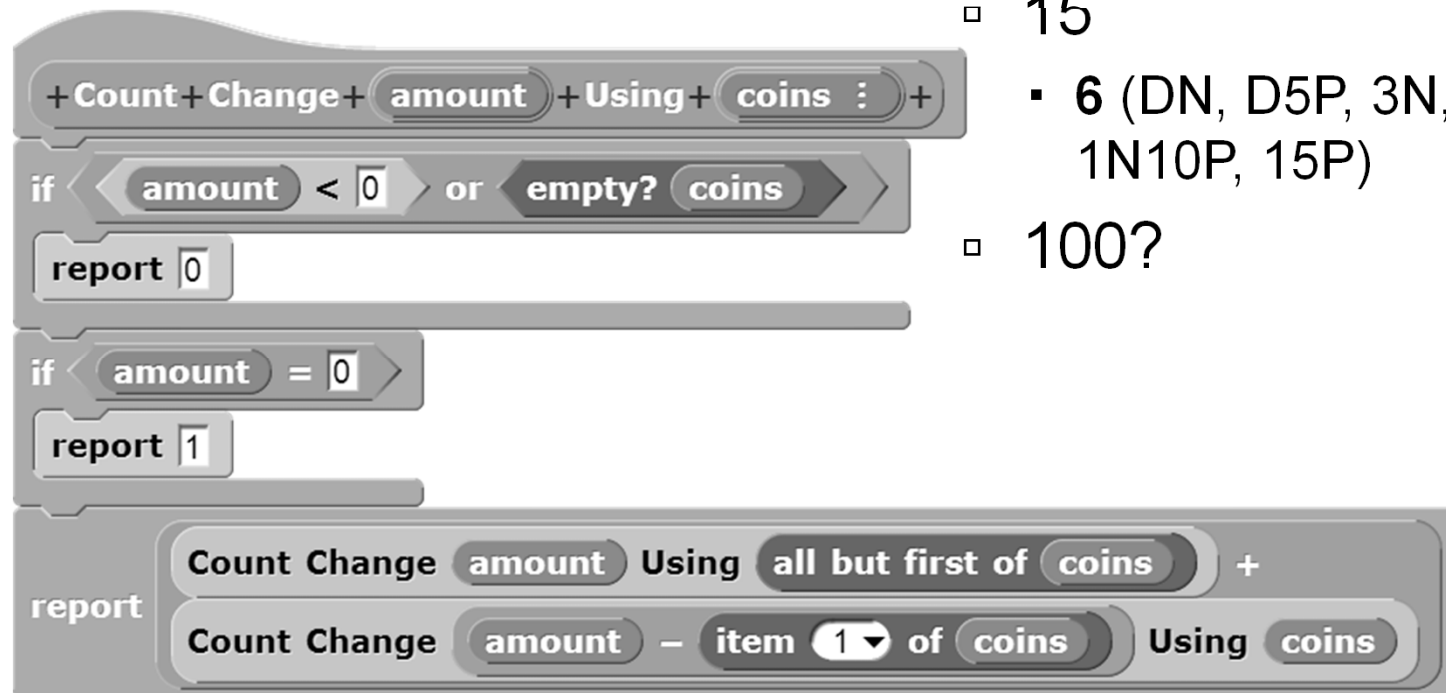 +Count+Change+ amount +Using+ coins ⋮ +
if amount < 0 or empty? coins
report 0
if amount = 0
report 1
Count Change amount Using all but first of coins +
report
Count Change amount – item 1 of coins Using coins
15
6 (DN, D5P, 3N,
1N10P, 15P)
100?